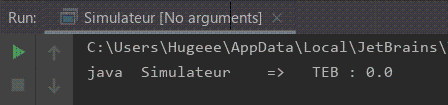 Run: Simulateur [No arguments] ×
C:\Users\Hugeee\AppData\Local\JetBrains\
java Simulateur => TEB : 0.0